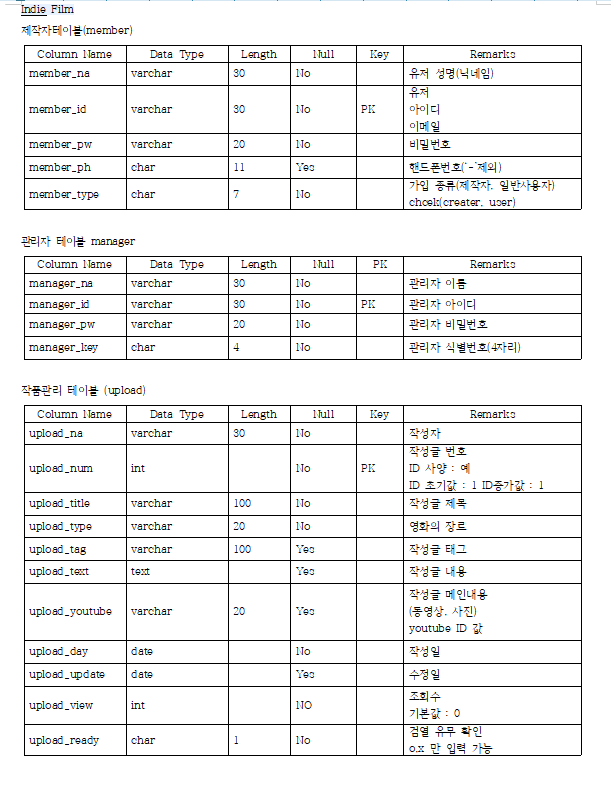 Indie Film
제작자테이블(member)
Column Name Data Type Length Null Key Remarks
member_na varchar 30 No 유저 성명(닉네임)
member_id varchar 30 No PK 유저
아이디
이메일
member_pw varchar 20 No 비밀번호
member_ph char 11 Yes 핸드폰번호('-'제외)
member_type char 7 No 가입 종류(제작자, 일반사용자)
chcek(creater, user)
관리자 테이블 manager
Column Name Data Type Length Null PK Remarks
manager_na varchar 30 No 관리자 이름
manager_id varchar 30 No PK 관리자 아이디
manager_pw varchar 20 No 관리자 비밀번호
manager_key char 4 No 관리자 식별번호(4자리)
작품관리 테이블 (upload)
Column Name Data Type Length Null Key Remarks
upload_na varchar 30 No 작성자
upload_num int No PK 작성글 번호
ID 사양 : 예
ID 초기값 : 1 ID증가값 : 1
upload_title varchar 100 No 작성글 제목
upload_type varchar 20 No 영화의 장르
upload_tag varchar 100 Yes 작성글 태그
upload_text text Yes 작성글 내용
upload_youtube varchar 20 Yes 작성글 메인내용
(동영상, 사진)
youtube ID 값
upload_day date No 작성일
upload_update date Yes 수정일
upload_view int NO 조회수
기본값 : 0
upload_ready char 1 No 검열 유무 확인
o,x 만 입력 가능